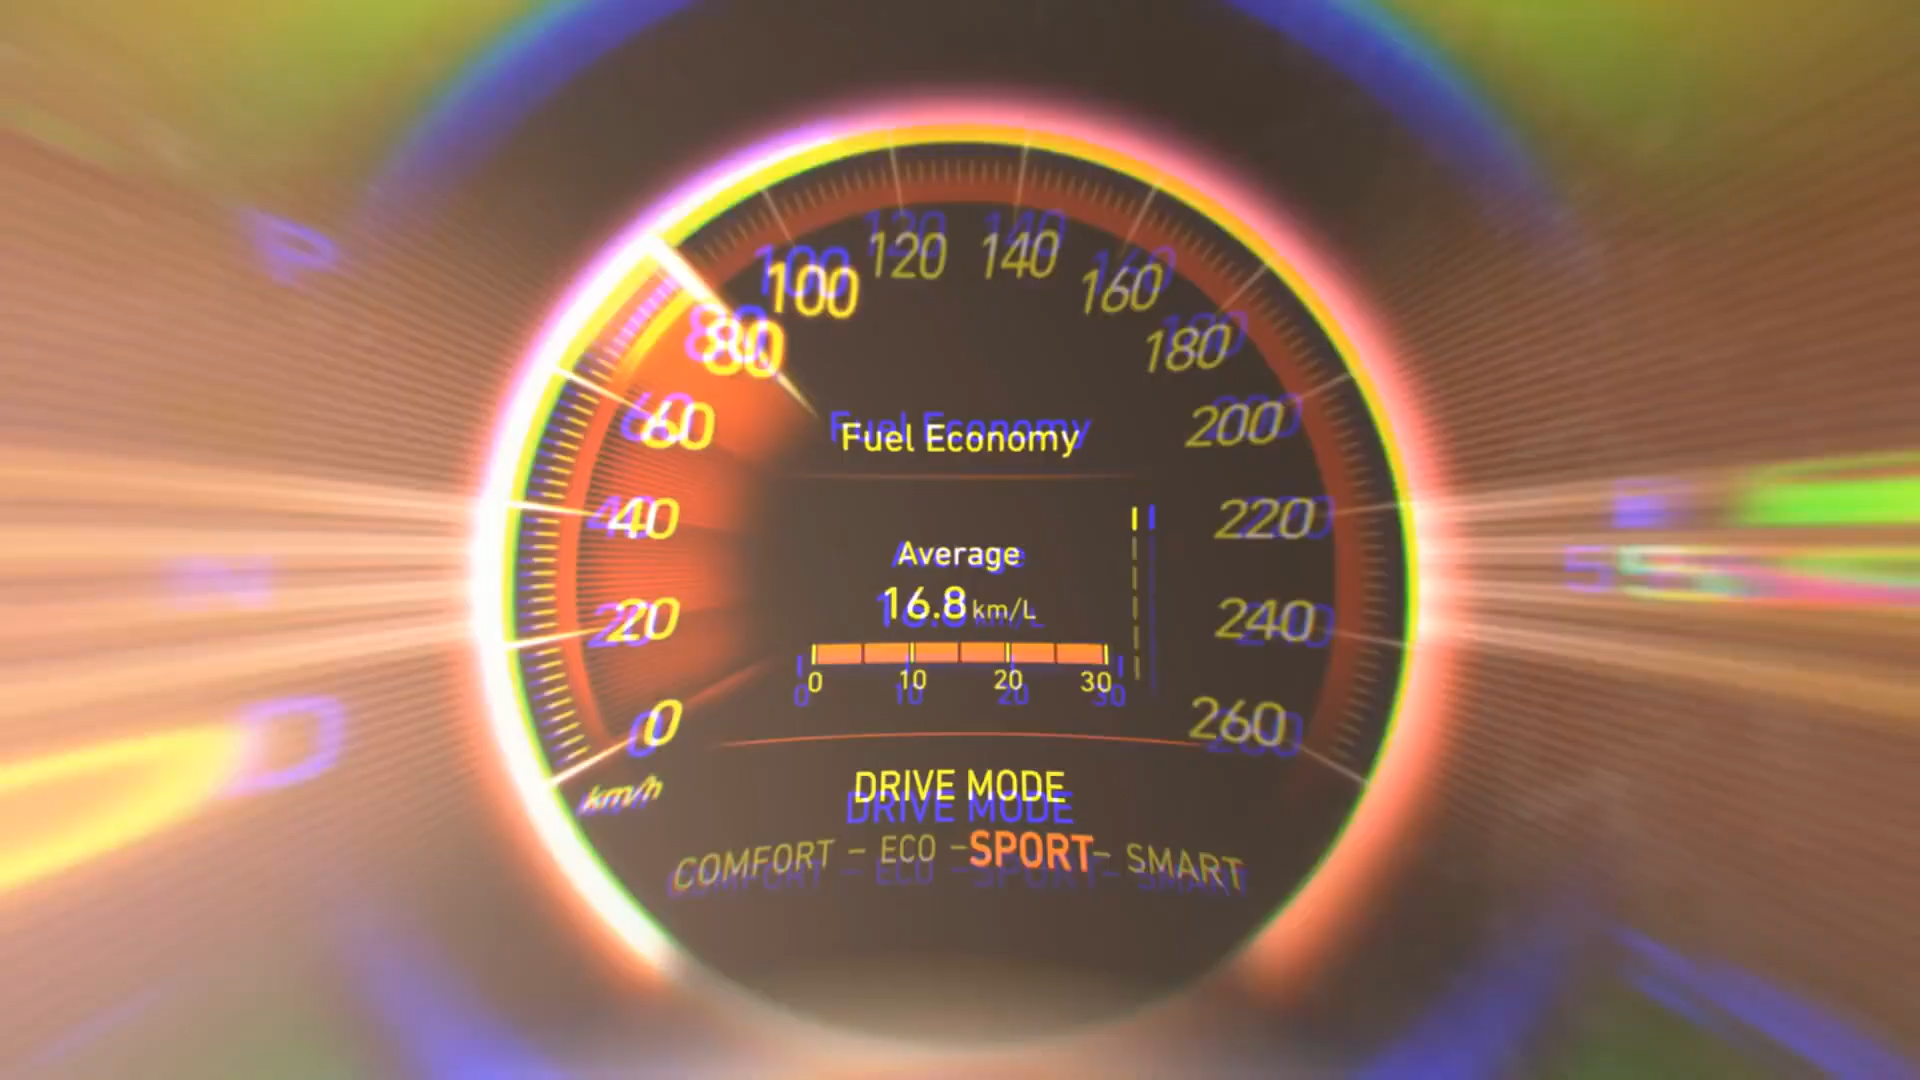 120 140
100 160
80 180
60 Fuel Economy 200
40 220
Average
16.8 km/L
20 240
0 10 20 30
0 260
km/h
DRIVE MODE
COMFORT – ECO – SPORT – SMART
P
D